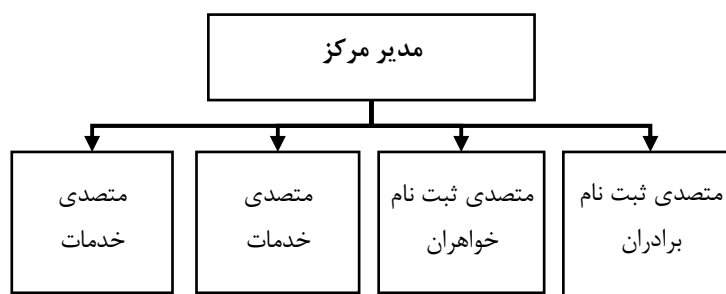 مدیر مرکز
متصدی ثبت نام
برادران
متصدی ثبت نام
خواهران
متصدی
خدمات
متصدی
خدمات